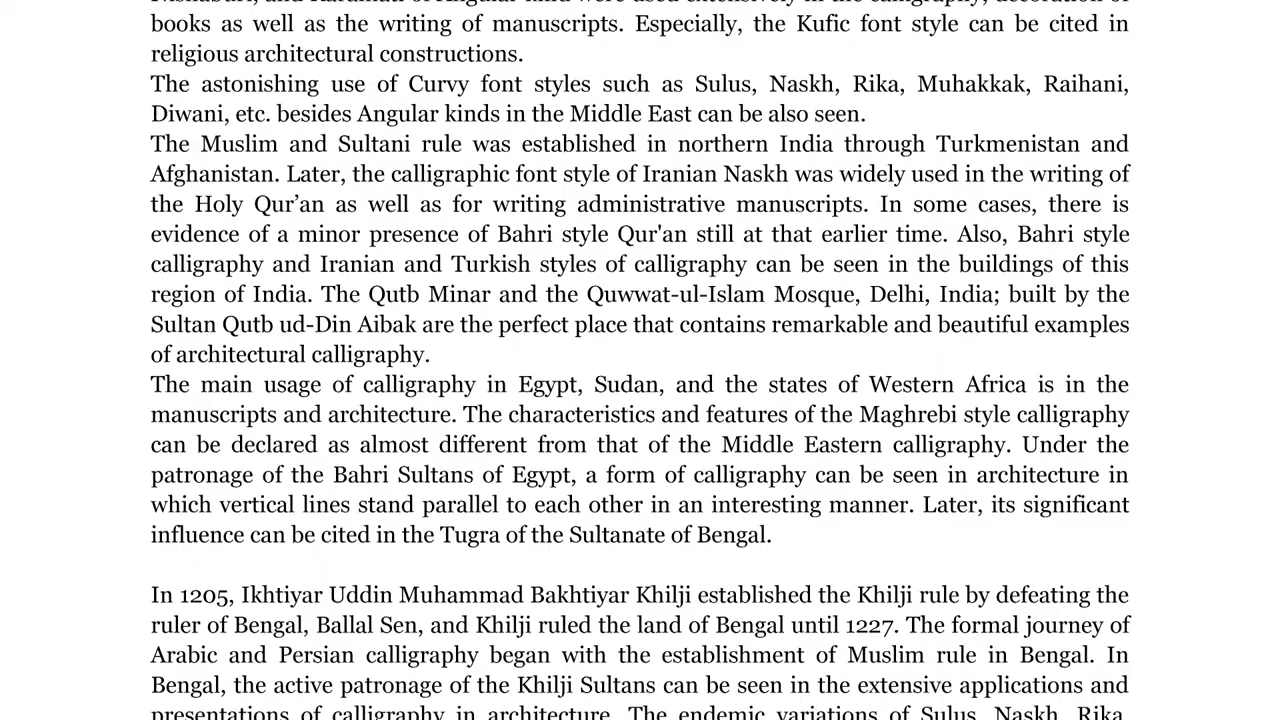 books as well as the writing of manuscripts. Especially, the Kufic font style can be cited in
religious architectural constructions.
The astonishing use of Curvy font styles such as Sulus, Naskh, Rika, Muhakkak, Raihani,
Diwani, etc. besides Angular kinds in the Middle East can be also seen.
The Muslim and Sultani rule was established in northern India through Turkmenistan and
Afghanistan. Later, the calligraphic font style of Iranian Naskh was widely used in the writing of
the Holy Qur’an as well as for writing administrative manuscripts. In some cases, there is
evidence of a minor presence of Bahri style Qur'an still at that earlier time. Also, Bahri style
calligraphy and Iranian and Turkish styles of calligraphy can be seen in the buildings of this
region of India. The Qutb Minar and the Quwwat-ul-Islam Mosque, Delhi, India; built by the
Sultan Qutb ud-Din Aibak are the perfect place that contains remarkable and beautiful examples
of architectural calligraphy.
The main usage of calligraphy in Egypt, Sudan, and the states of Western Africa is in the
manuscripts and architecture. The characteristics and features of the Maghrebi style calligraphy
can be declared as almost different from that of the Middle Eastern calligraphy. Under the
patronage of the Bahri Sultans of Egypt, a form of calligraphy can be seen in architecture in
which vertical lines stand parallel to each other in an interesting manner. Later, its significant
influence can be cited in the Tugra of the Sultanate of Bengal.
In 1205, Ikhtiyar Uddin Muhammad Bakhtiyar Khilji established the Khilji rule by defeating the
ruler of Bengal, Ballal Sen, and Khilji ruled the land of Bengal until 1227. The formal journey of
Arabic and Persian calligraphy began with the establishment of Muslim rule in Bengal. In
Bengal, the active patronage of the Khilji Sultans can be seen in the extensive applications and
presentations of calligraphy in architecture. The endemic variations of Sulus, Naskh, Rika,